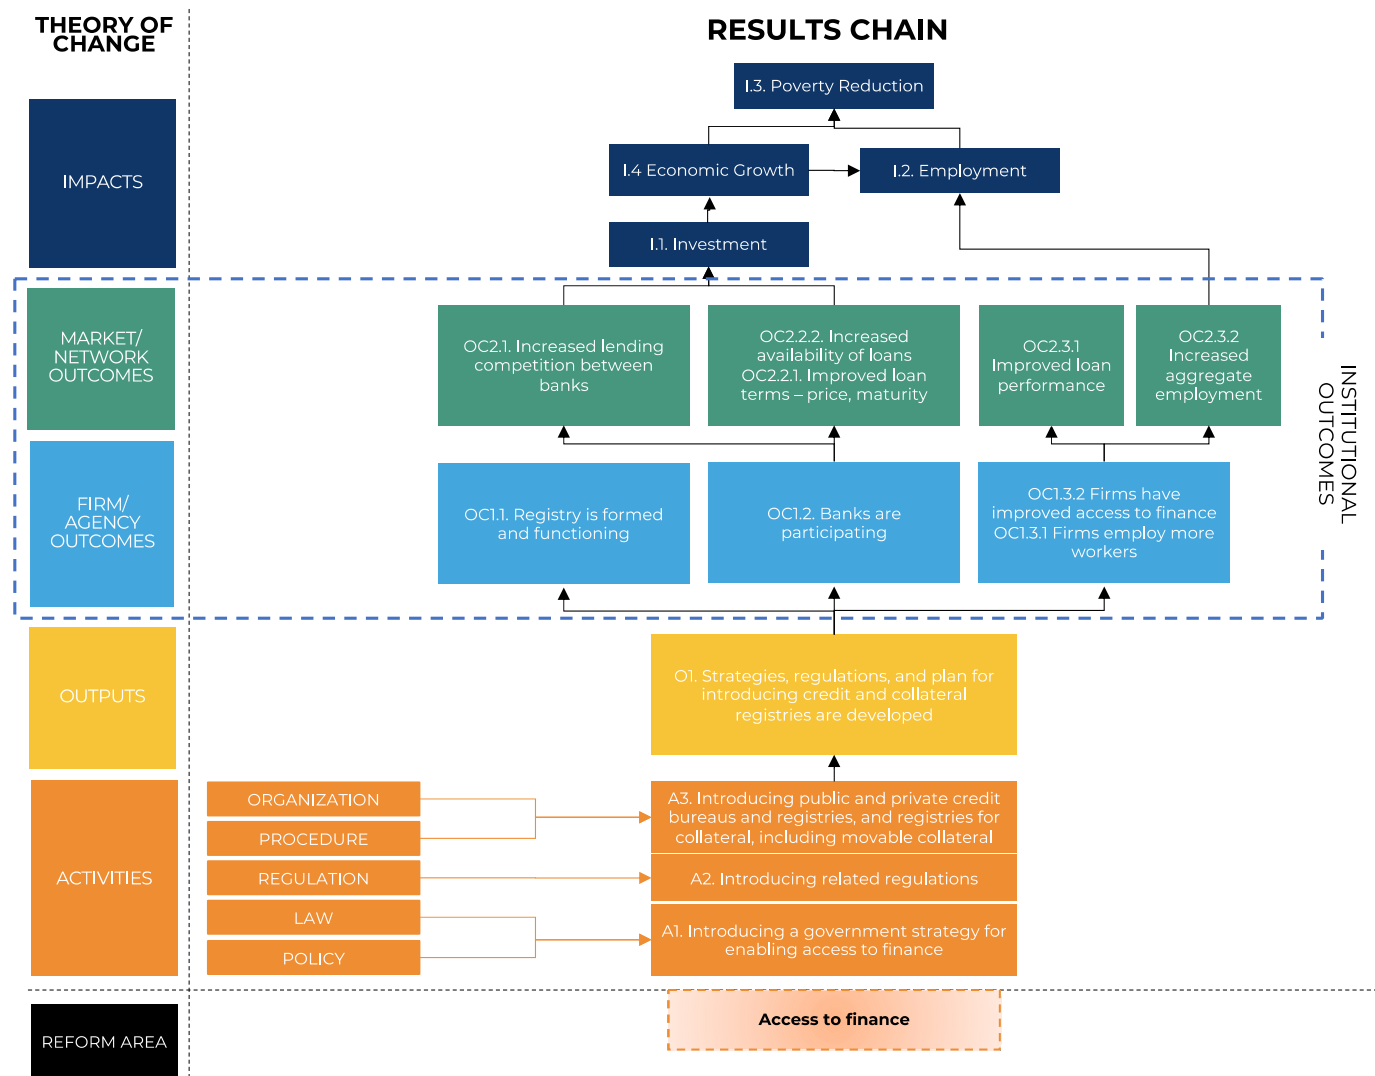 THEORY OF
CHANGE
RESULTS CHAIN
IMPACTS
I.3. Poverty Reduction
I.4 Economic Growth
I.2. Employment
I.1. Investment
MARKET/
NETWORK
OUTCOMES
OC2.1. Increased lending
competition between
banks
OC2.2.2. Increased
availability of loans
OC2.2.1. Improved loan
terms – price, maturity
OC2.3.1
Improved loan
performance
OC2.3.2
Increased
aggregate
employment
INSTITUTIONAL
OUTCOMES
FIRM/
AGENCY
OUTCOMES
OC1.1. Registry is formed
and functioning
OC1.2. Banks are
participating
OC1.3.2 Firms have
improved access to finance
OC1.3.1 Firms employ more
workers
OUTPUTS
O1. Strategies, regulations, and plan for
introducing credit and collateral
registries are developed
ACTIVITIES
ORGANIZATION
PROCEDURE
REGULATION
LAW
POLICY
A3. Introducing public and private credit
bureaus and registries, and registries for
collateral, including movable collateral
A2. Introducing related regulations
A1. Introducing a government strategy for
enabling access to finance
REFORM AREA
Access to finance